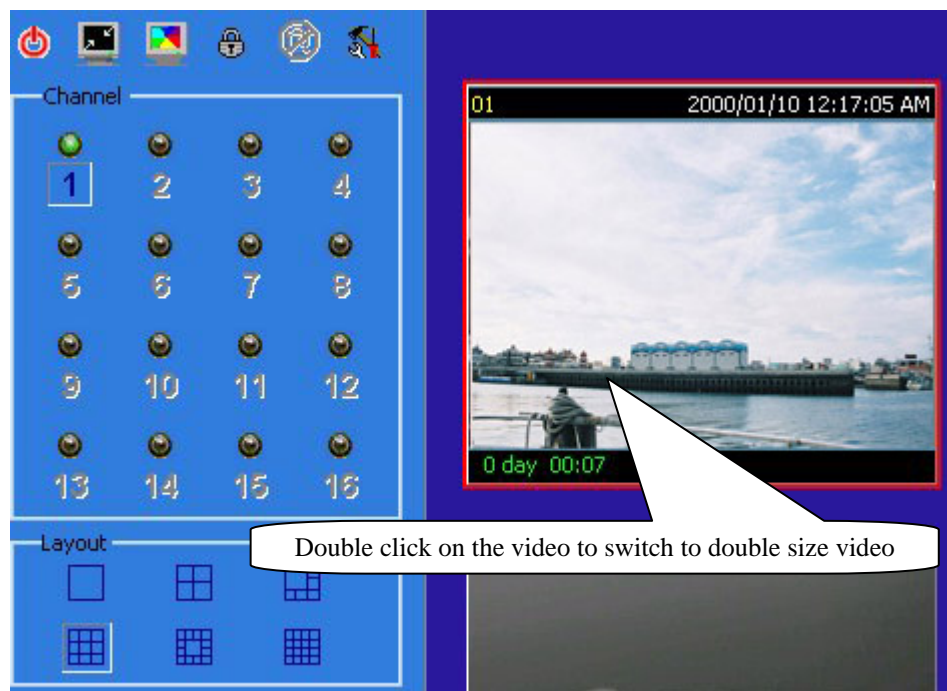 Channel
1 2 3 4
5 6 7 8
9 10 11 12
13 14 15 16
Layout
01 2000/01/10 12:17:05 AM
0 day 00:07
Double click on the video to switch to double size video